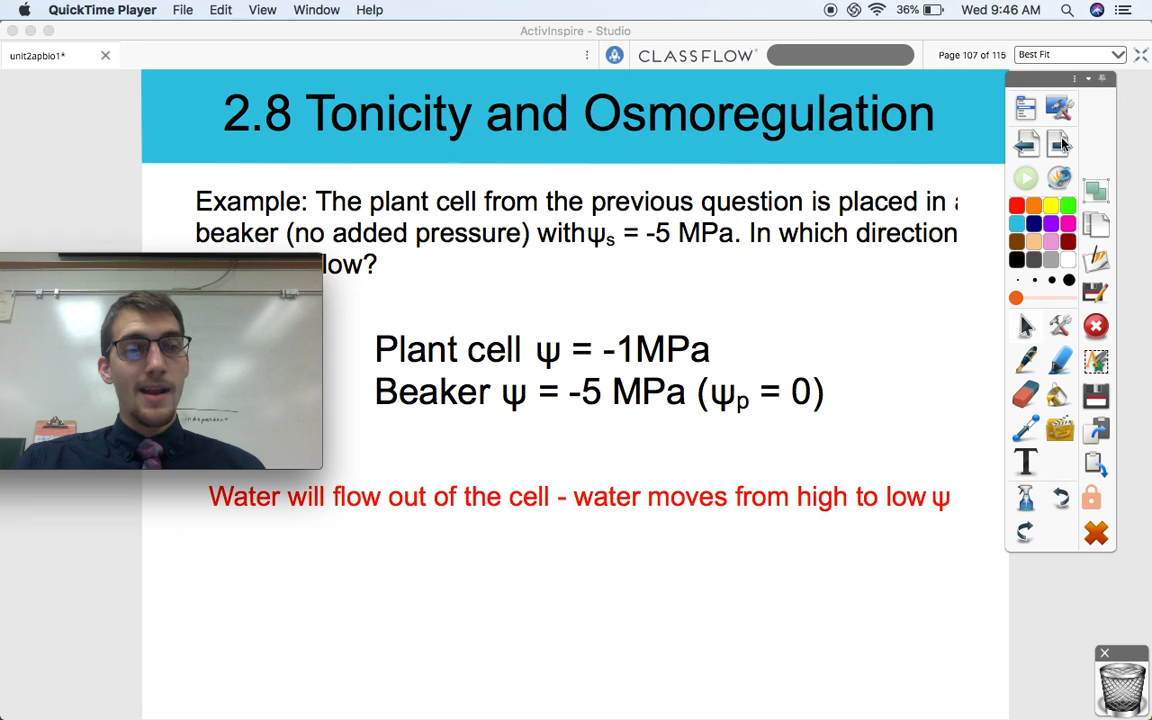 QuickTime Player File Edit View Window Help 36% Wed 9:46 AM
ActivInspire - Studio
unit2apbio1* CLASSFLOW Page 107 of 115 Best Fit
2.8 Tonicity and Osmoregulation
Example: The plant cell from the previous question is placed in
beaker (no added pressure) with ψs = -5 MPa. In which direction
low?
Plant cell ψ = -1MPa
Beaker ψ = -5 MPa (ψp = 0)
independent
Water will flow out of the cell - water moves from high to low ψ
T